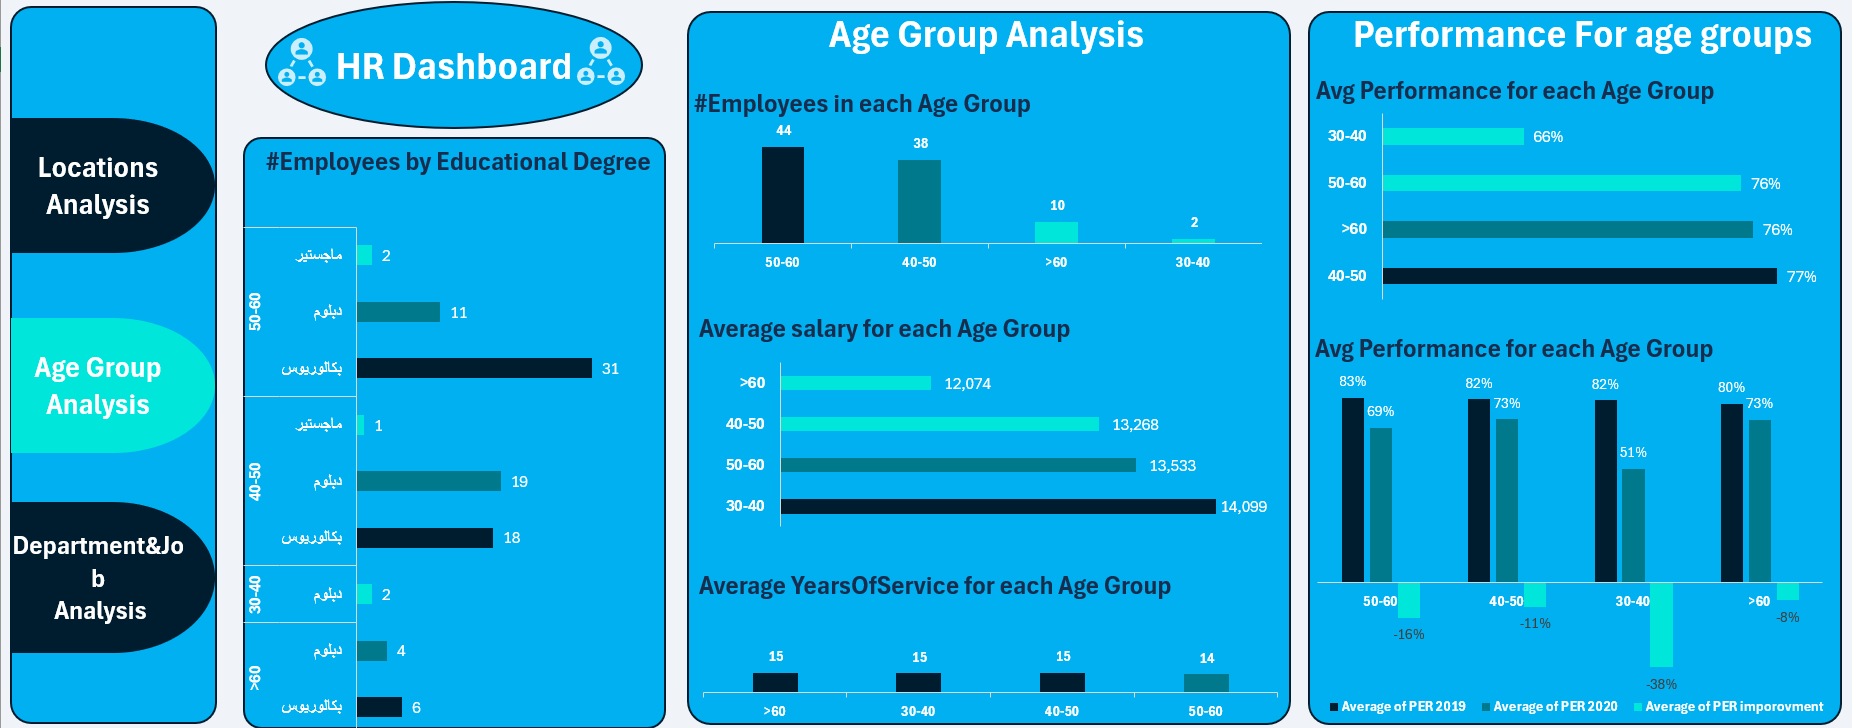 Locations
Analysis
Age Group
Analysis
Department&Jo
b
Analysis
HR Dashboard
#Employees by Educational Degree
50-60
ماجستير 2
دبلوم 11
بكالوريوس 31
40-50
ماجستير 1
دبلوم 19
بكالوريوس 18
30-40
دبلوم 2
>60
دبلوم 4
بكالوريوس 6
Age Group Analysis
#Employees in each Age Group
44 38 10 2
50-60 40-50 >60 30-40
Average salary for each Age Group
>60 12,074
40-50 13,268
50-60 13,533
30-40 14,099
Average YearsOfService for each Age Group
15 15 15 14
>60 30-40 40-50 50-60
Performance For age groups
Avg Performance for each Age Group
30-40 66%
50-60 76%
>60 76%
40-50 77%
Avg Performance for each Age Group
83% 82% 82% 80%
69% 73% 51% 73%
50-60 40-50 30-40 >60
-16% -11% -38% -8%
Average of PER 2019 Average of PER 2020 Average of PER imporovment